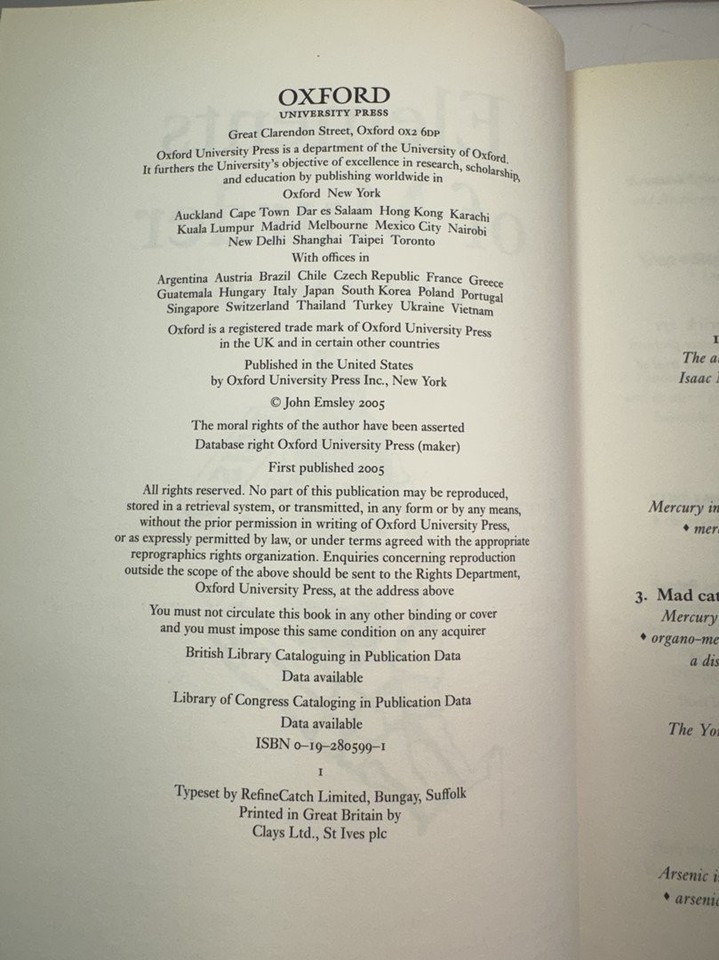 OXFORD
UNIVERSITY PRESS
Great Clarendon Street, Oxford OX2 6DP
Oxford University Press is a department of the University of Oxford.
It furthers the University's objective of excellence in research, scholarship,
and education by publishing worldwide in
Oxford New York
Auckland Cape Town Dar es Salaam Hong Kong Karachi
Kuala Lumpur Madrid Melbourne Mexico City Nairobi
New Delhi Shanghai Taipei Toronto
With offices in
Argentina Austria Brazil Chile Czech Republic France Greece
Guatemala Hungary Italy Japan South Korea Poland Portugal
Singapore Switzerland Thailand Turkey Ukraine Vietnam
Oxford is a registered trade mark of Oxford University Press
in the UK and in certain other countries
Published in the United States
by Oxford University Press Inc., New York
© John Emsley 2005
The moral rights of the author have been asserted
Database right Oxford University Press (maker)
First published 2005
All rights reserved. No part of this publication may be reproduced,
stored in a retrieval system, or transmitted, in any form or by any means,
without the prior permission in writing of Oxford University Press,
or as expressly permitted by law, or under terms agreed with the appropriate
reprographics rights organization. Enquiries concerning reproduction
outside the scope of the above should be sent to the Rights Department,
Oxford University Press, at the address above
You must not circulate this book in any other binding or cover
and you must impose this same condition on any acquirer
British Library Cataloguing in Publication Data
Data available
Library of Congress Cataloging in Publication Data
Data available
ISBN 0–19–280599–1
1
Typeset by RefineCatch Limited, Bungay, Suffolk
Printed in Great Britain by
Clays Ltd., St Ives plc
1
The a
Isaac
Mercury in
♦ mer
3. Mad cat
Mercury
♦ organo-me
a dis
The Yo
Arsenic i
♦ arsenic